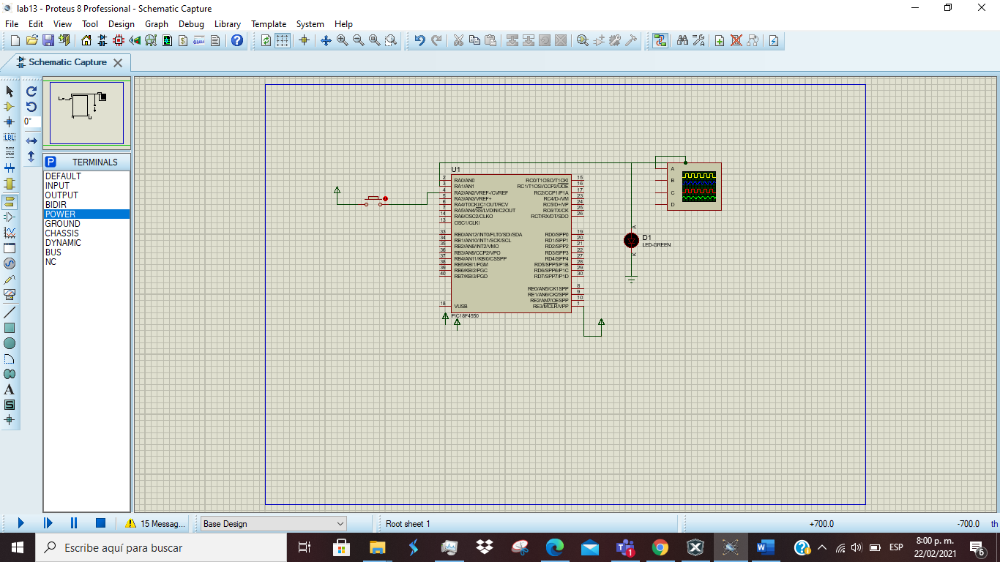 lab13 - Proteus 8 Professional - Schematic Capture
File Edit View Tool Design Graph Debug Library Template System Help
Schematic Capture
0°
P TERMINALS
DEFAULT
INPUT
OUTPUT
BIDIR
POWER
GROUND
CHASSIS
DYNAMIC
BUS
NC
LBL
A
S
U1
2 RA0/AN0
3 RA1/AN1
4 RA2/AN2/VREF-/CVREF
5 RA3/AN3/VREF+
6 RA4/T0CKI/C1OUT/RCV
7 RA5/AN4/SS/LVDIN/C2OUT
14 RA6/OSC2/CLKO
13 OSC1/CLKI
33 RB0/AN12/INT0/FLT0/SDI/SDA
34 RB1/AN10/INT1/SCK/SCL
35 RB2/AN8/INT2/VMO
36 RB3/AN9/CCP2/VPO
37 RB4/AN11/KBI0/CSSPP
38 RB5/KBI1/PGM
39 RB6/KBI2/PGC
40 RB7/KBI3/PGD
18 VUSB
PIC18F4550
RC0/T1OSO/T1CKI 15
RC1/T1OSI/CCP2/UOE 16
RC2/CCP1/P1A 17
RC4/D-/VM 23
RC5/D+/VP 24
RC6/TX/CK 25
RC7/RX/DT/SDO 26
RD0/SPP0 19
RD1/SPP1 20
RD2/SPP2 21
RD3/SPP3 22
RD4/SPP4 27
RD5/SPP5/P1B 28
RD6/SPP6/P1C 29
RD7/SPP7/P1D 30
RE0/AN5/CK1SPP 8
RE1/AN6/CK2SPP 9
RE2/AN7/OESPP 10
RE3/MCLR/VPP 1
A
B
C
D
A
D1
LED-GREEN
K
15 Messag...
Base Design
Root sheet 1
+700.0
-700.0
th
Escribe aquí para buscar
1
W
ESP
8:00 p. m.
22/02/2021
6